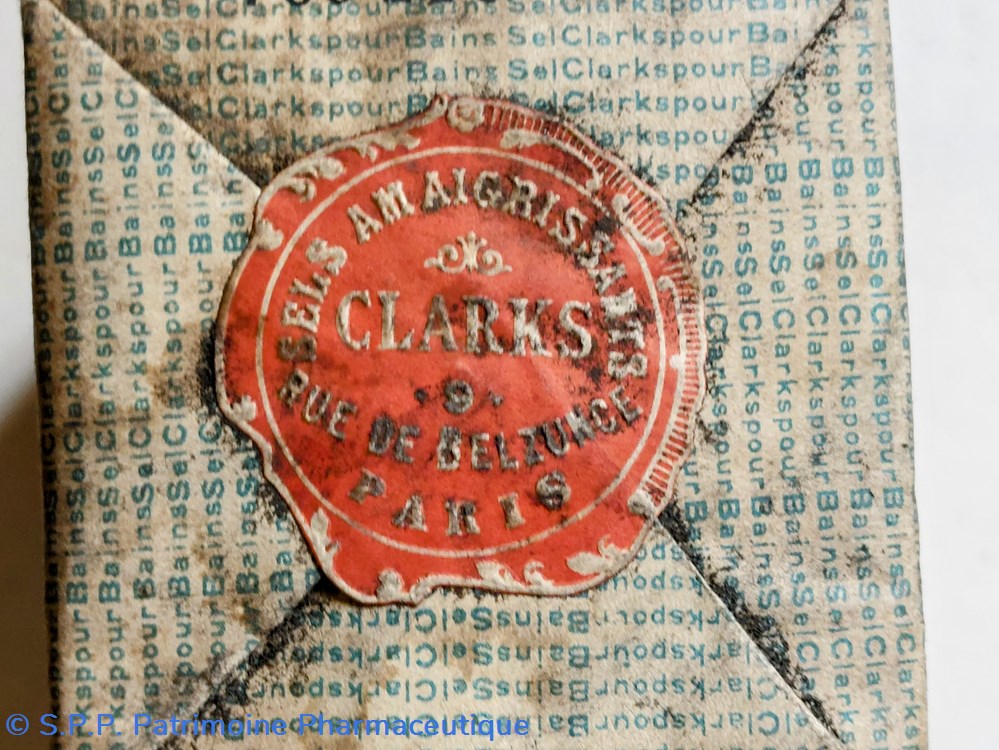 SelClarkspourBains SelClarkspourBains
SELS AMAIGRISSANTS
CLARKS
9
RUE DE BELZUNCE
PARIS
© S.P.P. Patrimoine Pharmaceutique